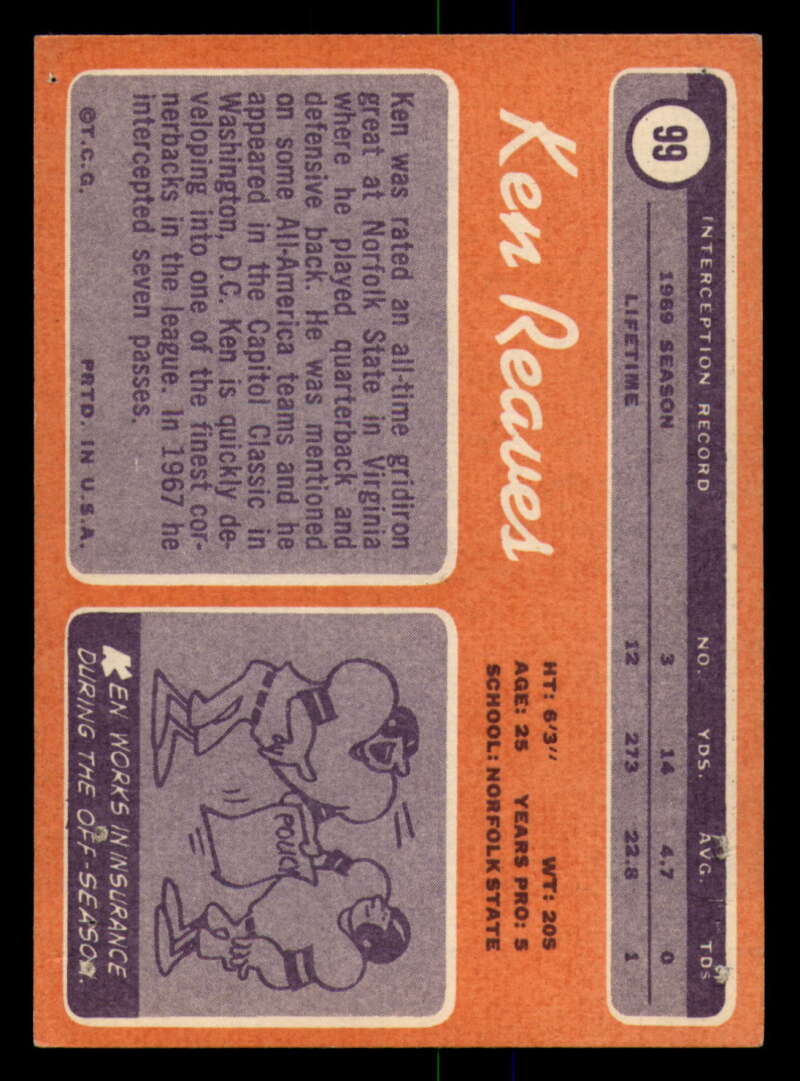 99
INTERCEPTION RECORD NO. YDS. AVG. TDS
1969 SEASON 3 14 4.7 0
LIFETIME 12 273 22.8 1
Ken Reaves
HT: 6'3" WT: 205
AGE: 25 YEARS PRO: 5
SCHOOL: NORFOLK STATE
Ken was rated an all-time gridiron
great at Norfolk State in Virginia
where he played quarterback and
defensive back. He was mentioned
on some All-America teams and he
appeared in the Capitol Classic in
Washington, D.C. Ken is quickly de-
veloping into one of the finest cor-
nerbacks in the league. In 1967 he
intercepted seven passes.
©T.C.G. PRTD. IN U.S.A.
POLICY
KEN WORKS IN INSURANCE
DURING THE OFF-SEASON.